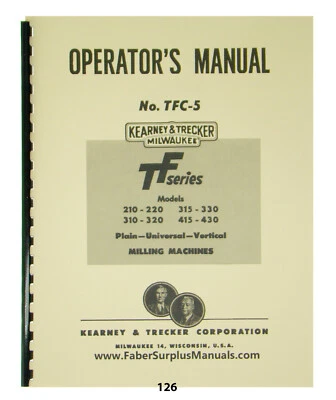 OPERATOR'S MANUAL
No. TFC-5
KEARNEY & TRECKER
MILWAUKEE
TF series
Models
210 - 220 315 - 330
310 - 320 415 - 430
Plain—Universal—Vertical
MILLING MACHINES
KEARNEY & TRECKER CORPORATION
MILWAUKEE 14, WISCONSIN, U.S.A.
www.FaberSurplusManuals.com
126